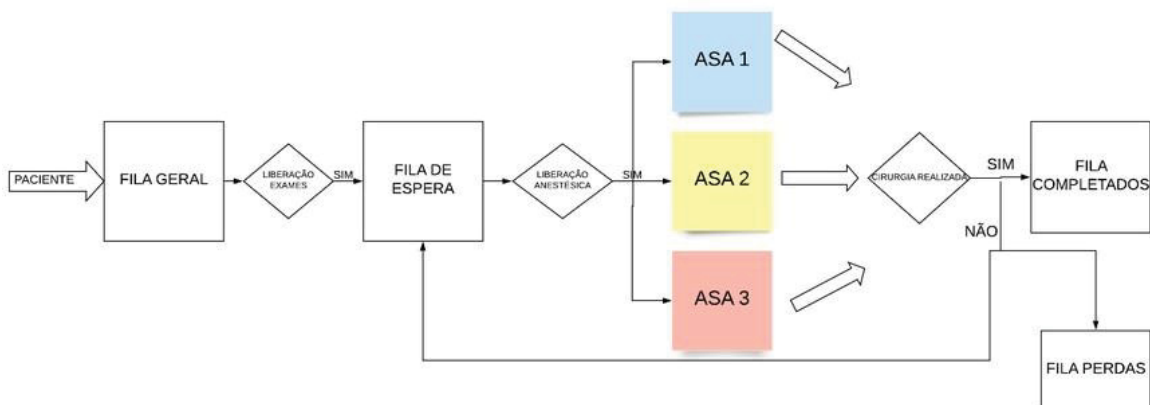 PACIENTE
FILA GERAL
LIBERAÇÃO
EXAMES
SIM
FILA DE
ESPERA
LIBERAÇÃO
ANESTÉSICA
SIM
ASA 1
ASA 2
ASA 3
CIRURGIA REALIZADA
SIM
NÃO
FILA
COMPLETADOS
FILA PERDAS